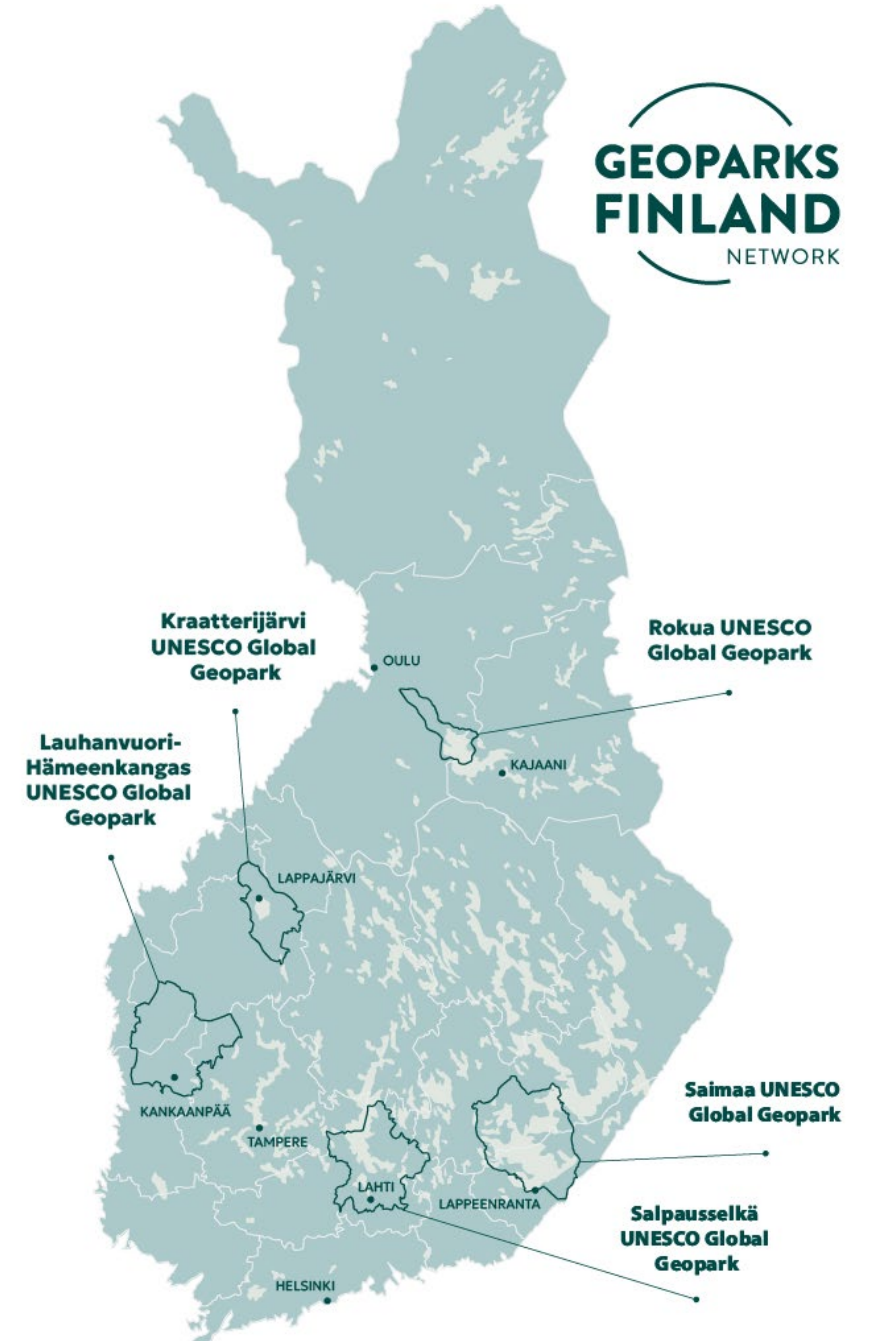 GEOPARKS
FINLAND
NETWORK
Kraatterijärvi
UNESCO Global
Geopark
Rokua UNESCO
Global Geopark
OULU
Lauhanvuori-
Hämeenkangas
UNESCO Global
Geopark
KAJAANI
LAPPAJÄRVI
KANKAANPÄÄ
TAMPERE
Saimaa UNESCO
Global Geopark
LAHTI
LAPPEENRANTA
Salpausselkä
UNESCO Global
Geopark
HELSINKI